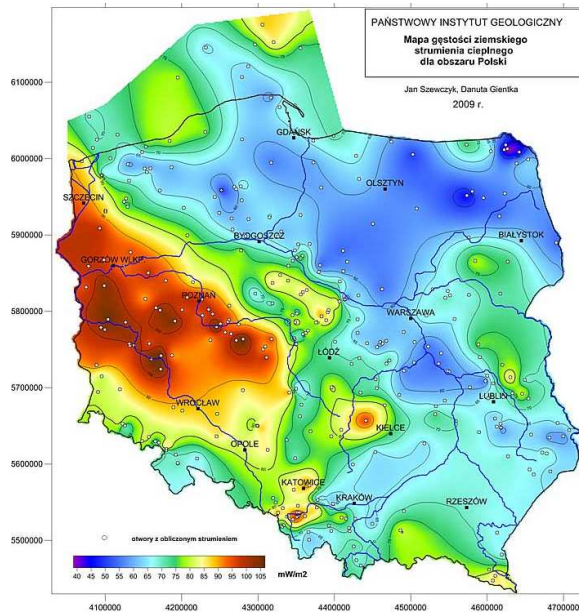 PAŃSTWOWY INSTYTUT GEOLOGICZNY
Mapa gęstości ziemskiego
strumienia cieplnego
dla obszaru Polski
Jan Szewczyk, Danuta Gientka
2009 r.
6100000
GDAŃSK
6000000
OLSZTYN
SZCZECIN
BIAŁYSTOK
5900000
BYDGOSZCZ
GORZÓW WLKP.
POZNAŃ
5800000
WARSZAWA
ŁÓDŹ
5700000
LUBLIN
WROCŁAW
KIELCE
5600000
OPOLE
KATOWICE
KRAKÓW
RZESZÓW
otwory z obliczonym strumieniem
5500000
40 45 50 55 60 65 70 75 80 85 90 95 100 105
mW/m2
4100000 4200000 4300000 4400000 4500000 4600000 4700000